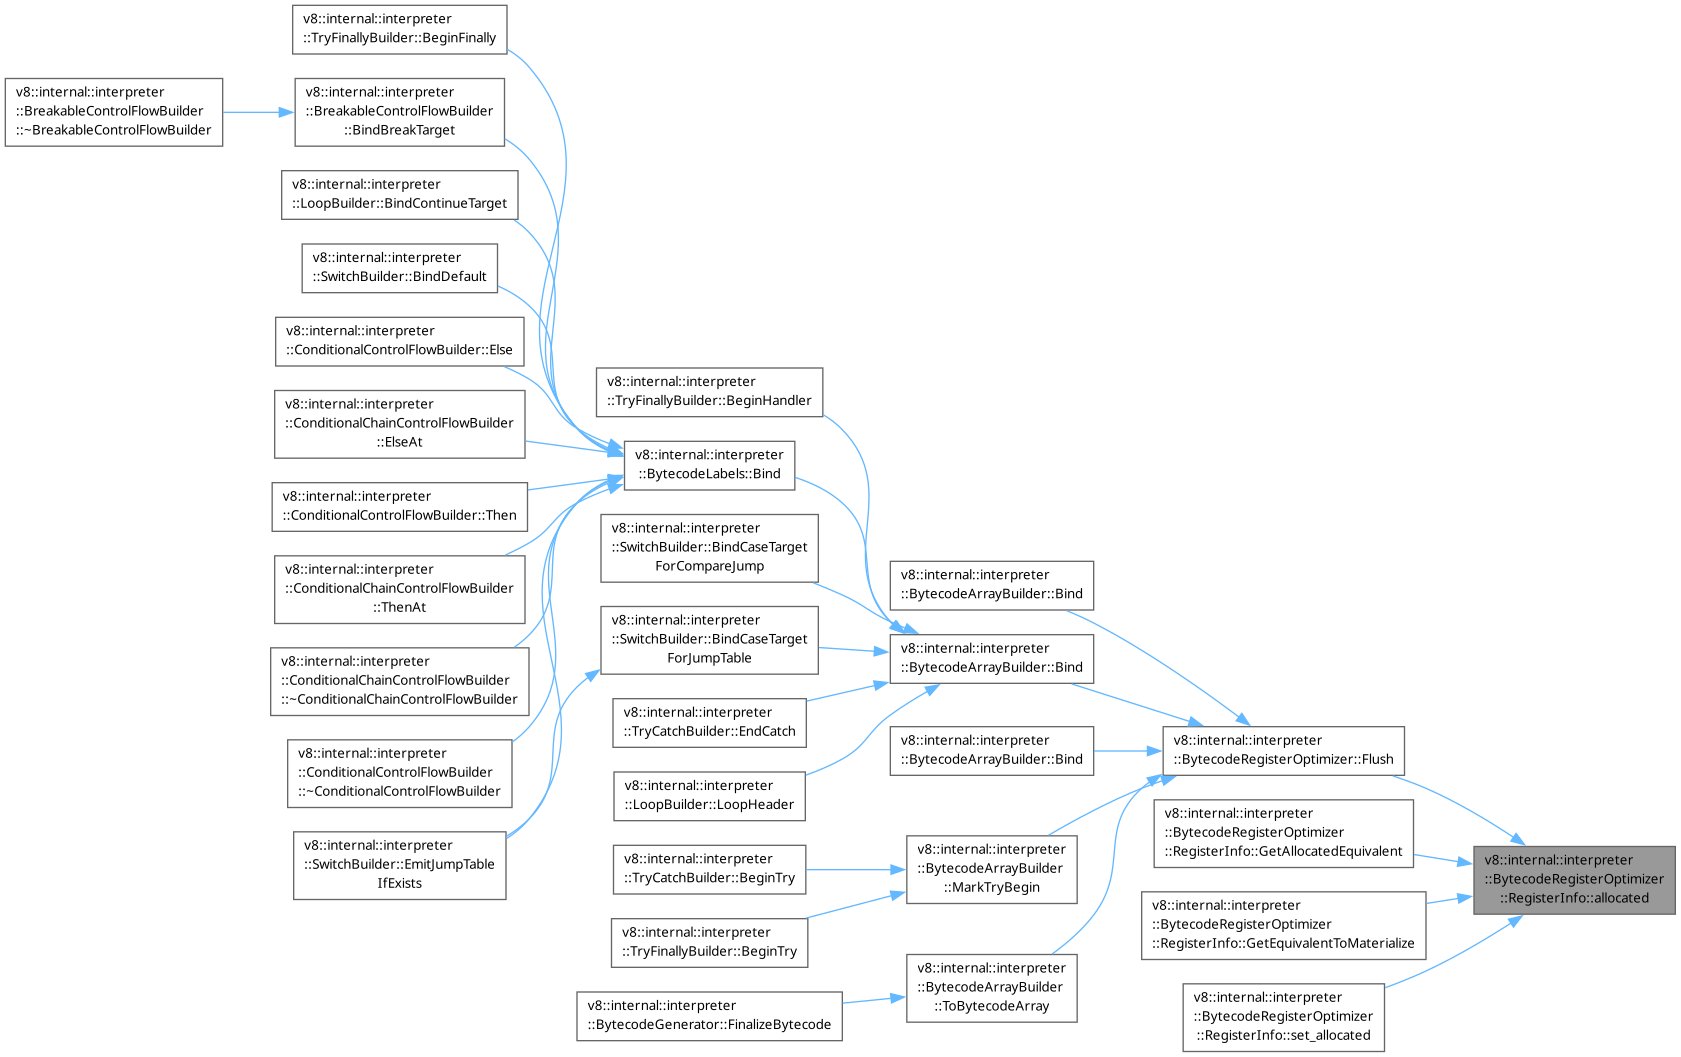 v8::internal::interpreter
::TryFinallyBuilder::BeginFinally
v8::internal::interpreter
::BreakableControlFlowBuilder
::~BreakableControlFlowBuilder
v8::internal::interpreter
::BreakableControlFlowBuilder
::BindBreakTarget
v8::internal::interpreter
::LoopBuilder::BindContinueTarget
v8::internal::interpreter
::SwitchBuilder::BindDefault
v8::internal::interpreter
::ConditionalControlFlowBuilder::Else
v8::internal::interpreter
::ConditionalChainControlFlowBuilder
::ElseAt
v8::internal::interpreter
::ConditionalControlFlowBuilder::Then
v8::internal::interpreter
::ConditionalChainControlFlowBuilder
::ThenAt
v8::internal::interpreter
::ConditionalChainControlFlowBuilder
::~ConditionalChainControlFlowBuilder
v8::internal::interpreter
::ConditionalControlFlowBuilder
::~ConditionalControlFlowBuilder
v8::internal::interpreter
::SwitchBuilder::EmitJumpTable
IfExists
v8::internal::interpreter
::TryFinallyBuilder::BeginHandler
v8::internal::interpreter
::BytecodeLabels::Bind
v8::internal::interpreter
::SwitchBuilder::BindCaseTarget
ForCompareJump
v8::internal::interpreter
::SwitchBuilder::BindCaseTarget
ForJumpTable
v8::internal::interpreter
::TryCatchBuilder::EndCatch
v8::internal::interpreter
::LoopBuilder::LoopHeader
v8::internal::interpreter
::TryCatchBuilder::BeginTry
v8::internal::interpreter
::TryFinallyBuilder::BeginTry
v8::internal::interpreter
::BytecodeGenerator::FinalizeBytecode
v8::internal::interpreter
::BytecodeArrayBuilder::Bind
v8::internal::interpreter
::BytecodeArrayBuilder::Bind
v8::internal::interpreter
::BytecodeArrayBuilder::Bind
v8::internal::interpreter
::BytecodeArrayBuilder
::MarkTryBegin
v8::internal::interpreter
::BytecodeArrayBuilder
::ToBytecodeArray
v8::internal::interpreter
::BytecodeRegisterOptimizer::Flush
v8::internal::interpreter
::BytecodeRegisterOptimizer
::RegisterInfo::GetAllocatedEquivalent
v8::internal::interpreter
::BytecodeRegisterOptimizer
::RegisterInfo::GetEquivalentToMaterialize
v8::internal::interpreter
::BytecodeRegisterOptimizer
::RegisterInfo::set_allocated
v8::internal::interpreter
::BytecodeRegisterOptimizer
::RegisterInfo::allocated